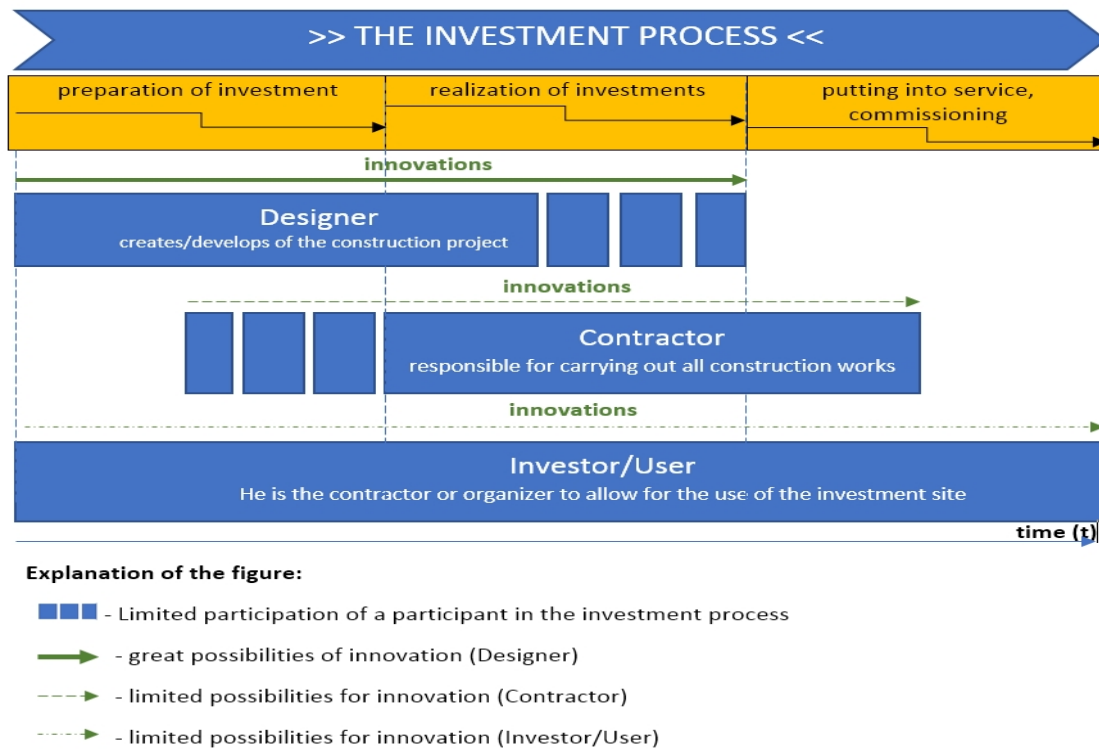 >> THE INVESTMENT PROCESS <<
preparation of investment
realization of investments
putting into service,
commissioning
innovations
Designer
creates/develops of the construction project
innovations
Contractor
responsible for carrying out all construction works
innovations
Investor/User
He is the contractor or organizer to allow for the use of the investment site
time (t)
Explanation of the figure:
- Limited participation of a participant in the investment process
- great possibilities of innovation (Designer)
- limited possibilities for innovation (Contractor)
- limited possibilities for innovation (Investor/User)